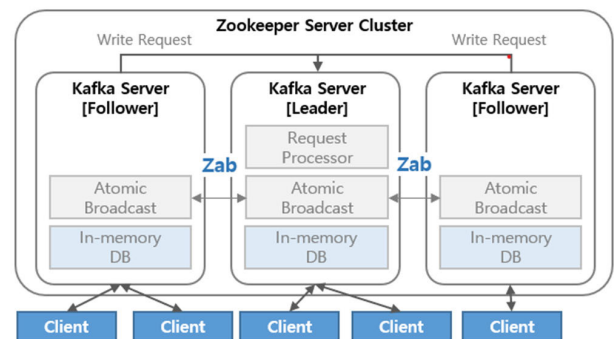 Zookeeper Server Cluster
Write Request
Write Request
Kafka Server
[Follower]
Kafka Server
[Leader]
Kafka Server
[Follower]
Request
Processor
Zab
Zab
Atomic
Broadcast
Atomic
Broadcast
Atomic
Broadcast
In-memory
DB
In-memory
DB
In-memory
DB
Client
Client
Client
Client
Client